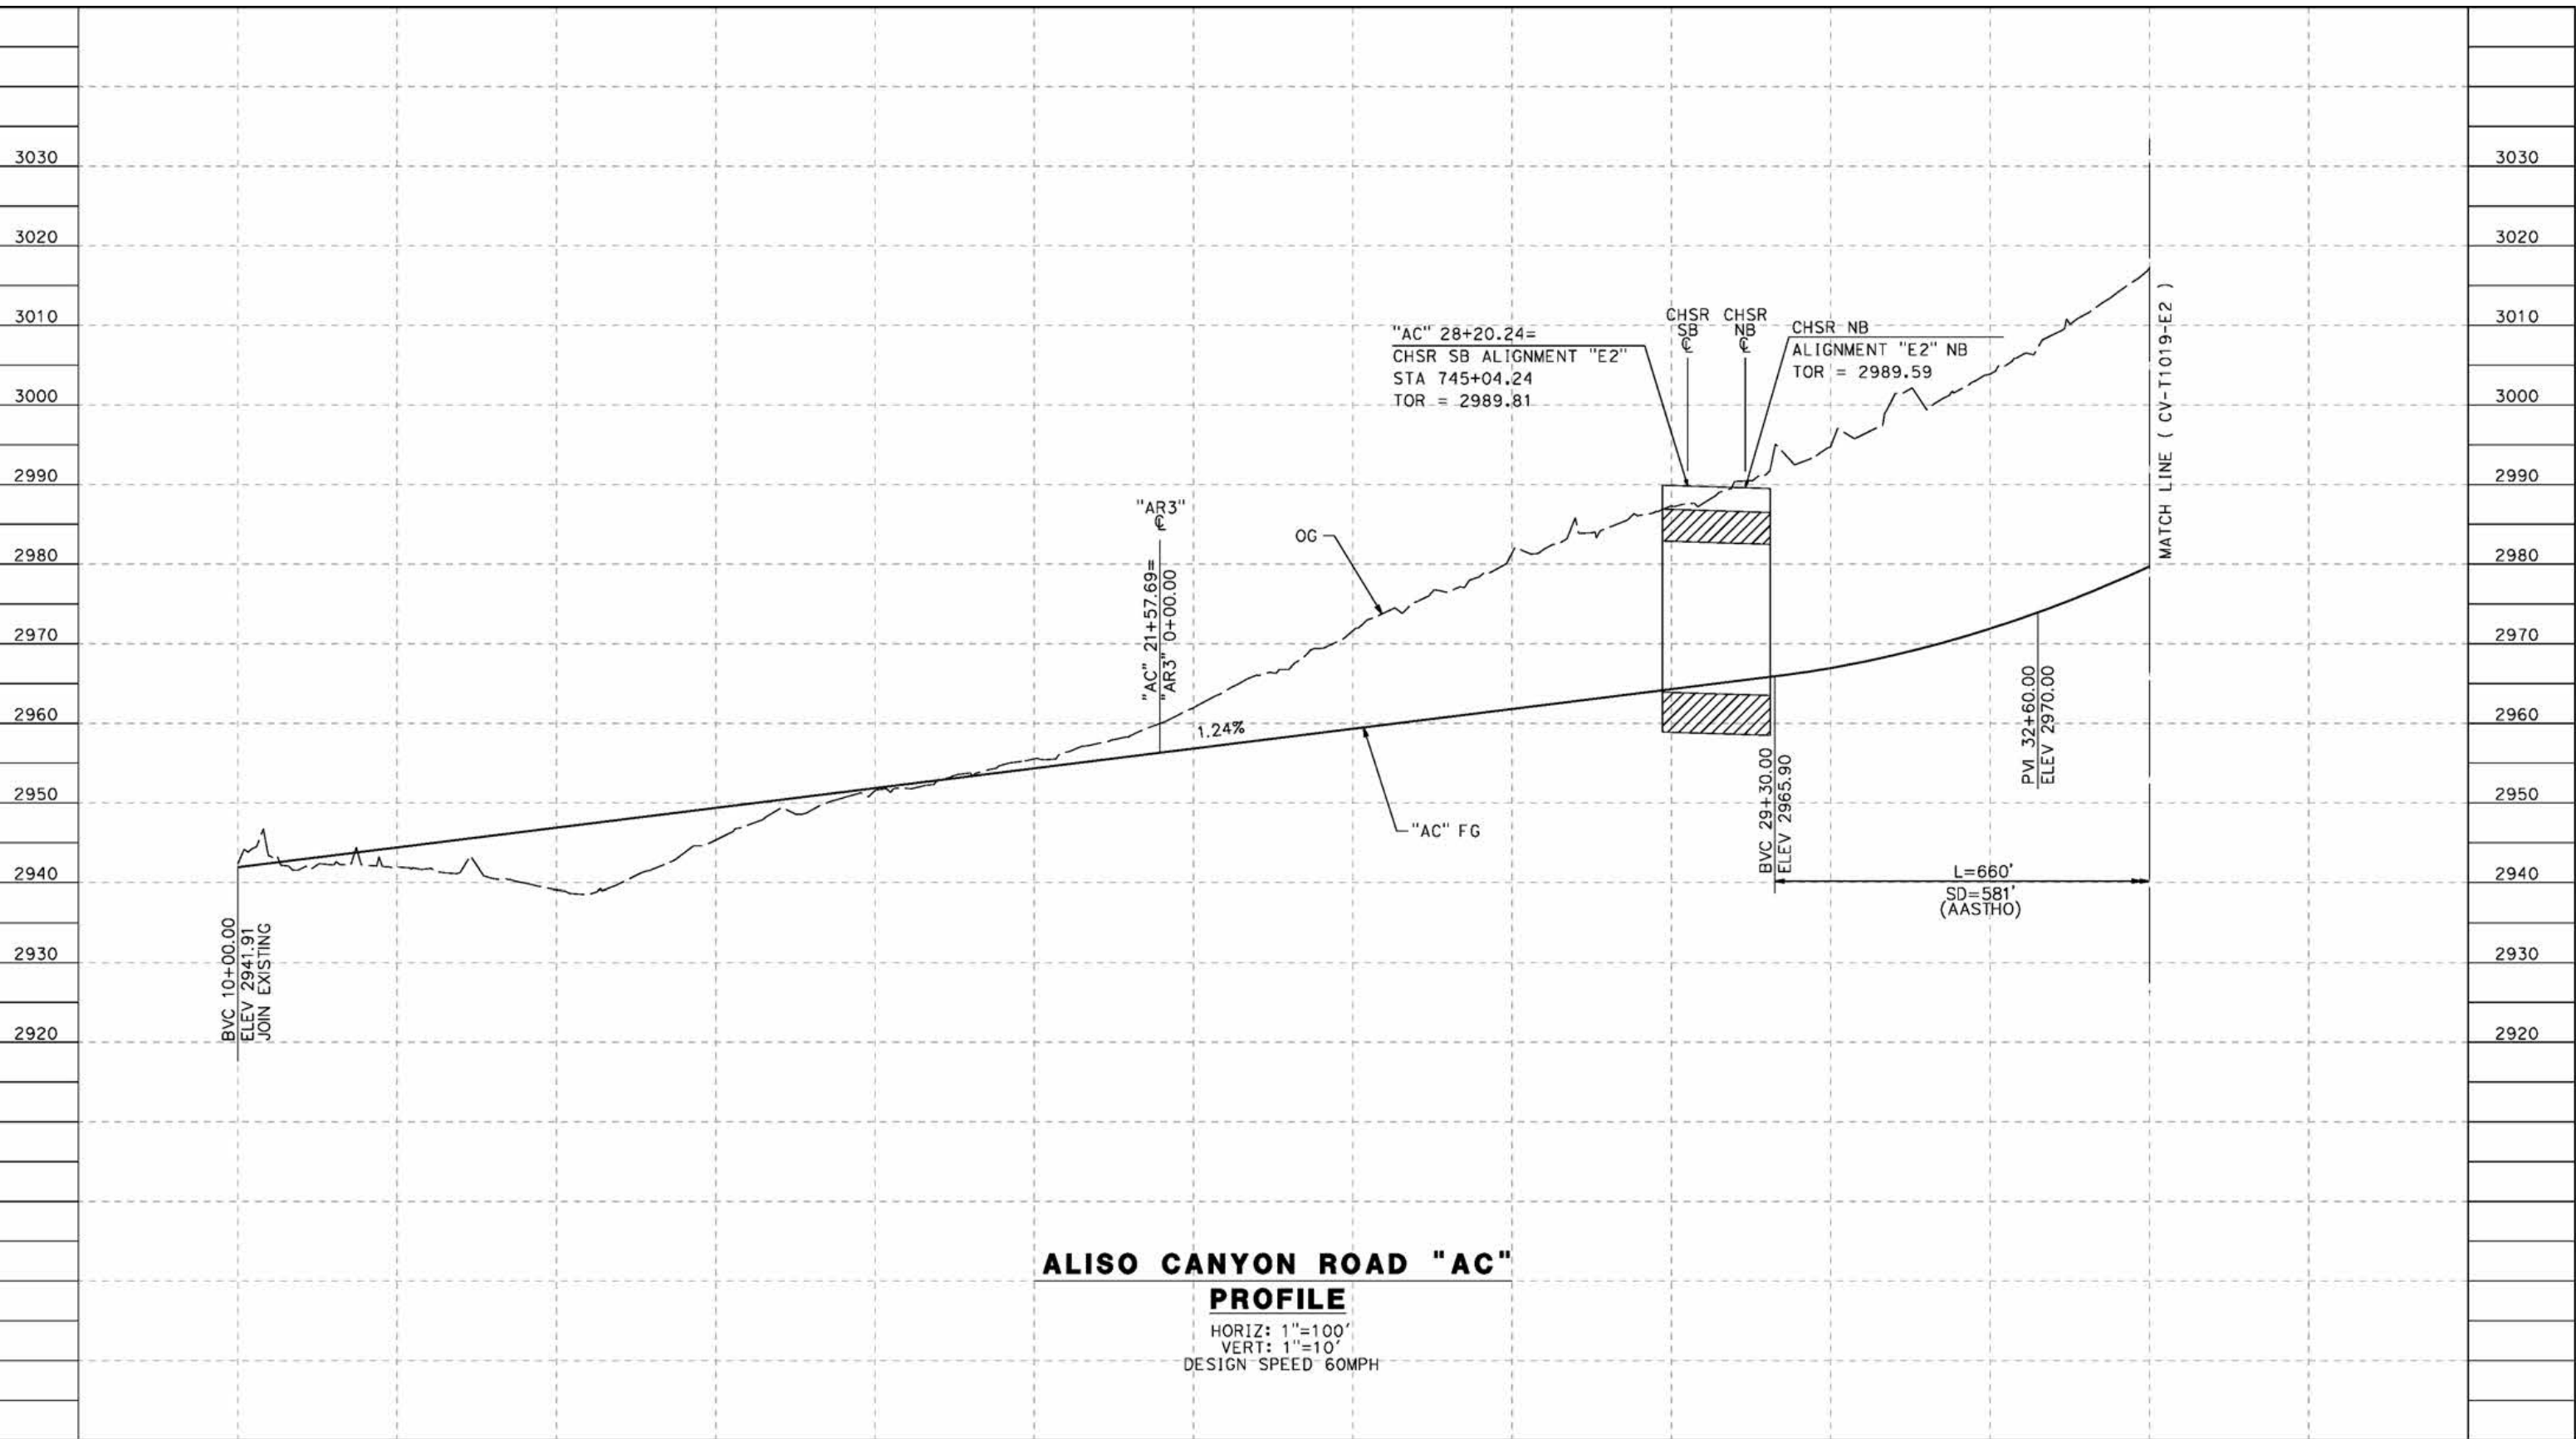 3030
3020
3010
3000
2990
2980
2970
2960
2950
2940
2930
2920
BVC 10+00.00
ELEV 2941.91
JOIN EXISTING
"AR3"
℄
"AC" 21+57.69=
"AR3" 0+00.00
1.24%
OG
"AC" FG
"AC" 28+20.24=
CHSR SB ALIGNMENT "E2"
STA 745+04.24
TOR = 2989.81
CHSR
SB
℄
CHSR
NB
℄
CHSR NB
ALIGNMENT "E2" NB
TOR = 2989.59
BVC 29+30.00
ELEV 2965.90
PVI 32+60.00
ELEV 2970.00
L=660'
SD=581'
(AASTHO)
MATCH LINE ( CV-T1019-E2 )
3030
3020
3010
3000
2990
2980
2970
2960
2950
2940
2930
2920
ALISO CANYON ROAD "AC"
PROFILE
HORIZ: 1"=100'
VERT: 1"=10'
DESIGN SPEED 60MPH